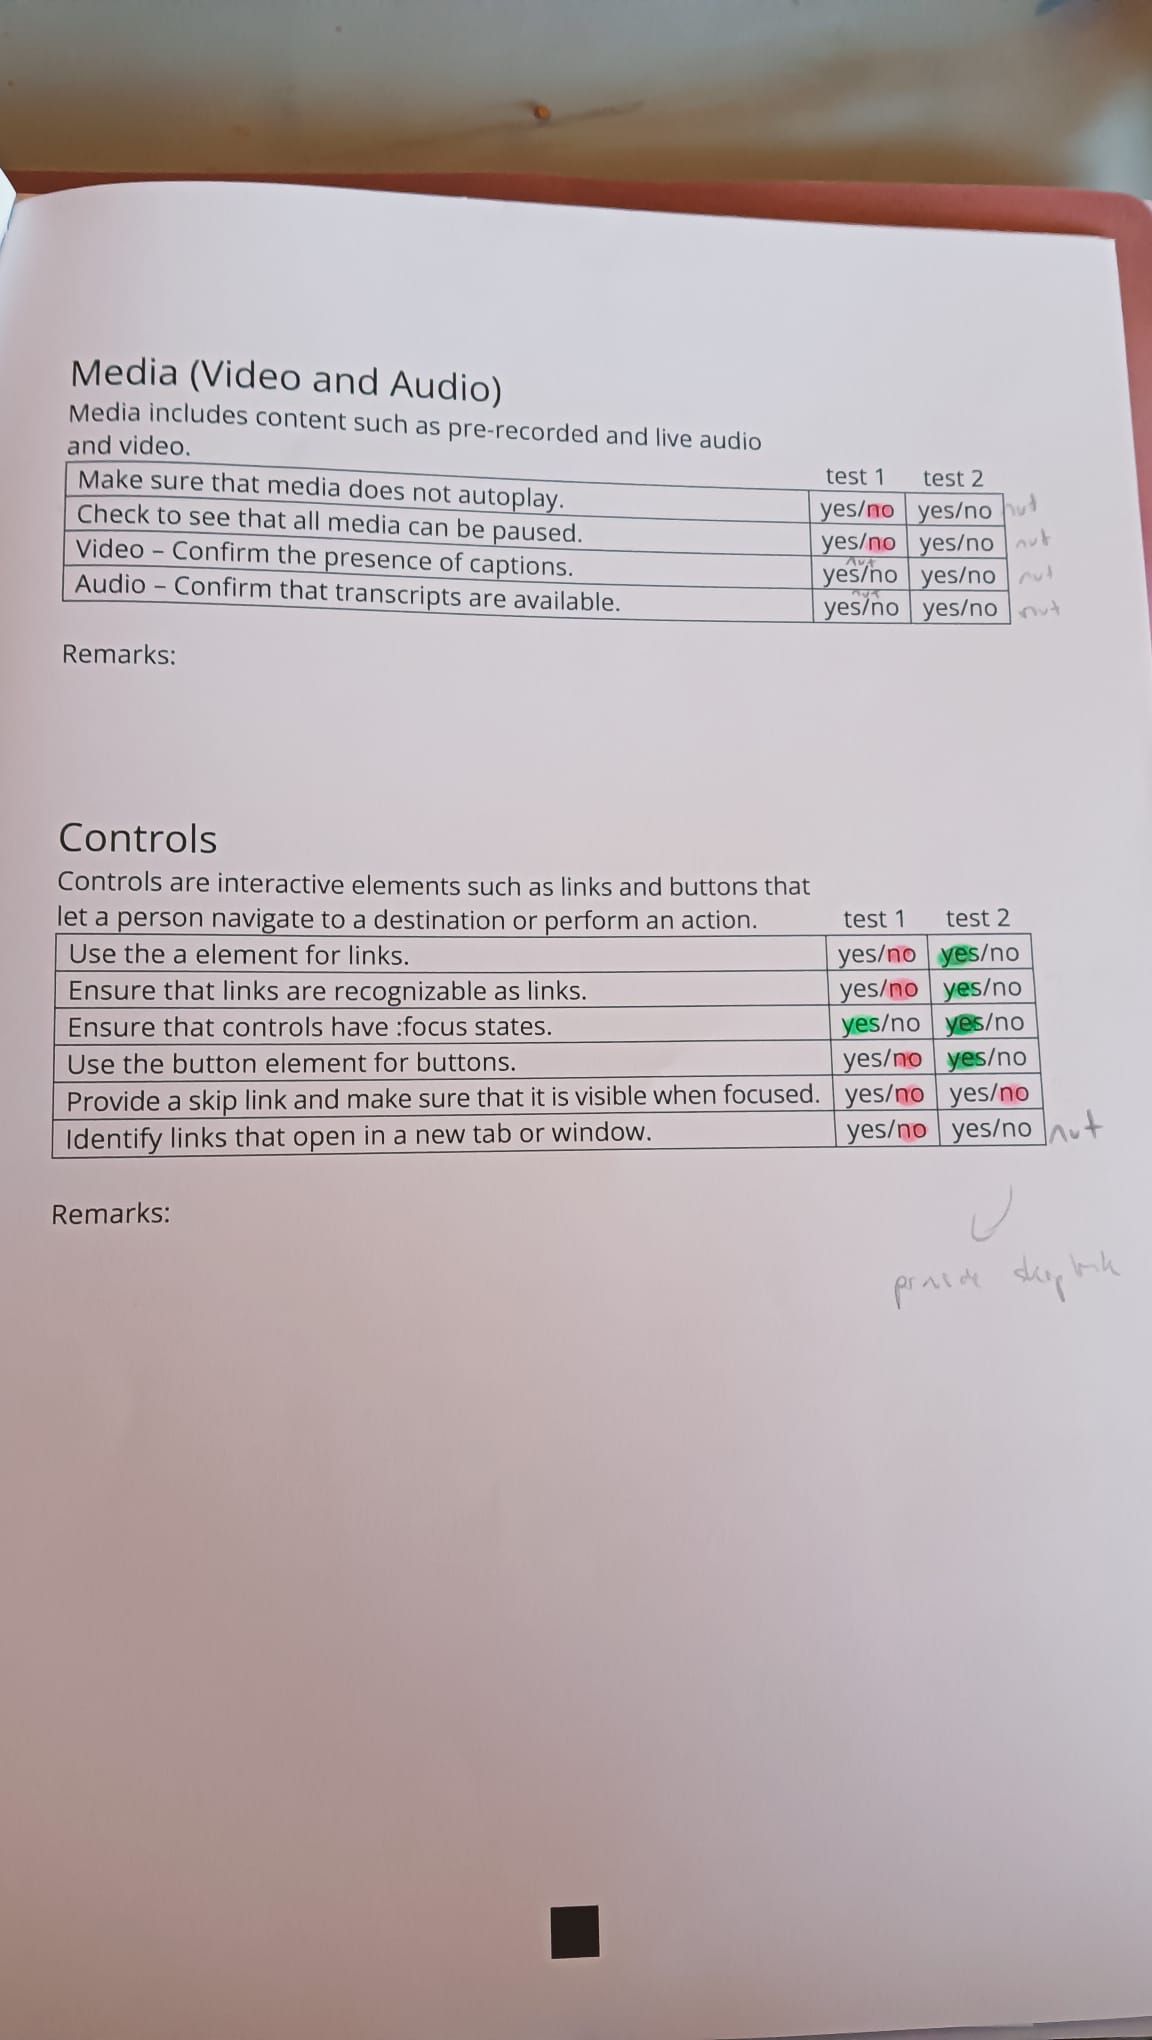 Media (Video and Audio)
Media includes content such as pre-recorded and live audio
and video.
test 1 test 2
Make sure that media does not autoplay. yes/no yes/no nut
Check to see that all media can be paused. yes/no yes/no nut
Video – Confirm the presence of captions. nut yes/no yes/no nut
Audio – Confirm that transcripts are available. nut yes/no yes/no nut
Remarks:
Controls
Controls are interactive elements such as links and buttons that
let a person navigate to a destination or perform an action. test 1 test 2
Use the a element for links. yes/no yes/no
Ensure that links are recognizable as links. yes/no yes/no
Ensure that controls have :focus states. yes/no yes/no
Use the button element for buttons. yes/no yes/no
Provide a skip link and make sure that it is visible when focused. yes/no yes/no
Identify links that open in a new tab or window. yes/no yes/no nut
Remarks:
provide skip link